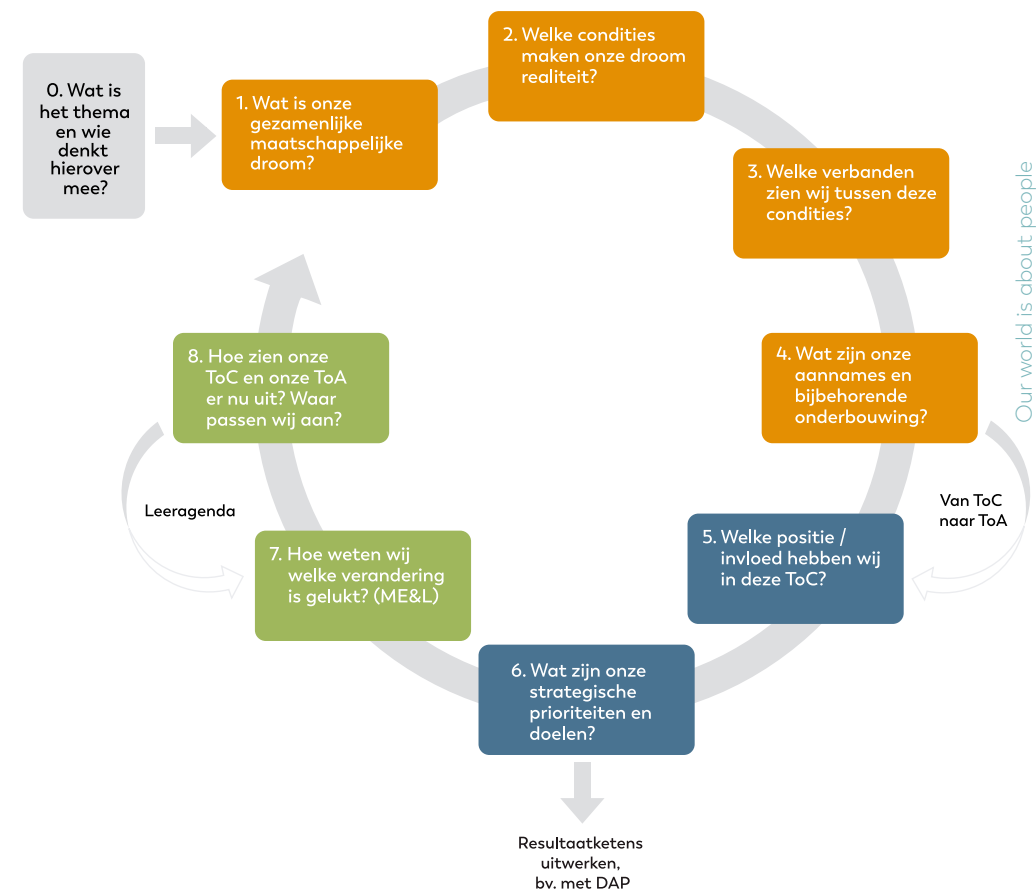 0. Wat is
het thema
en wie
denkt
hierover
mee?
1. Wat is onze
gezamenlijke
maatschappelijke
droom?
2. Welke condities
maken onze droom
realiteit?
3. Welke verbanden
zien wij tussen deze
condities?
4. Wat zijn onze
aannames en
bijbehorende
onderbouwing?
Van ToC
naar ToA
5. Welke positie /
invloed hebben wij
in deze ToC?
6. Wat zijn onze
strategische
prioriteiten en
doelen?
Resultaatketens
uitwerken,
bv. met DAP
7. Hoe weten wij
welke verandering
is gelukt? (ME&L)
Leeragenda
8. Hoe zien onze
ToC en onze ToA
er nu uit? Waar
passen wij aan?
Our world is about people